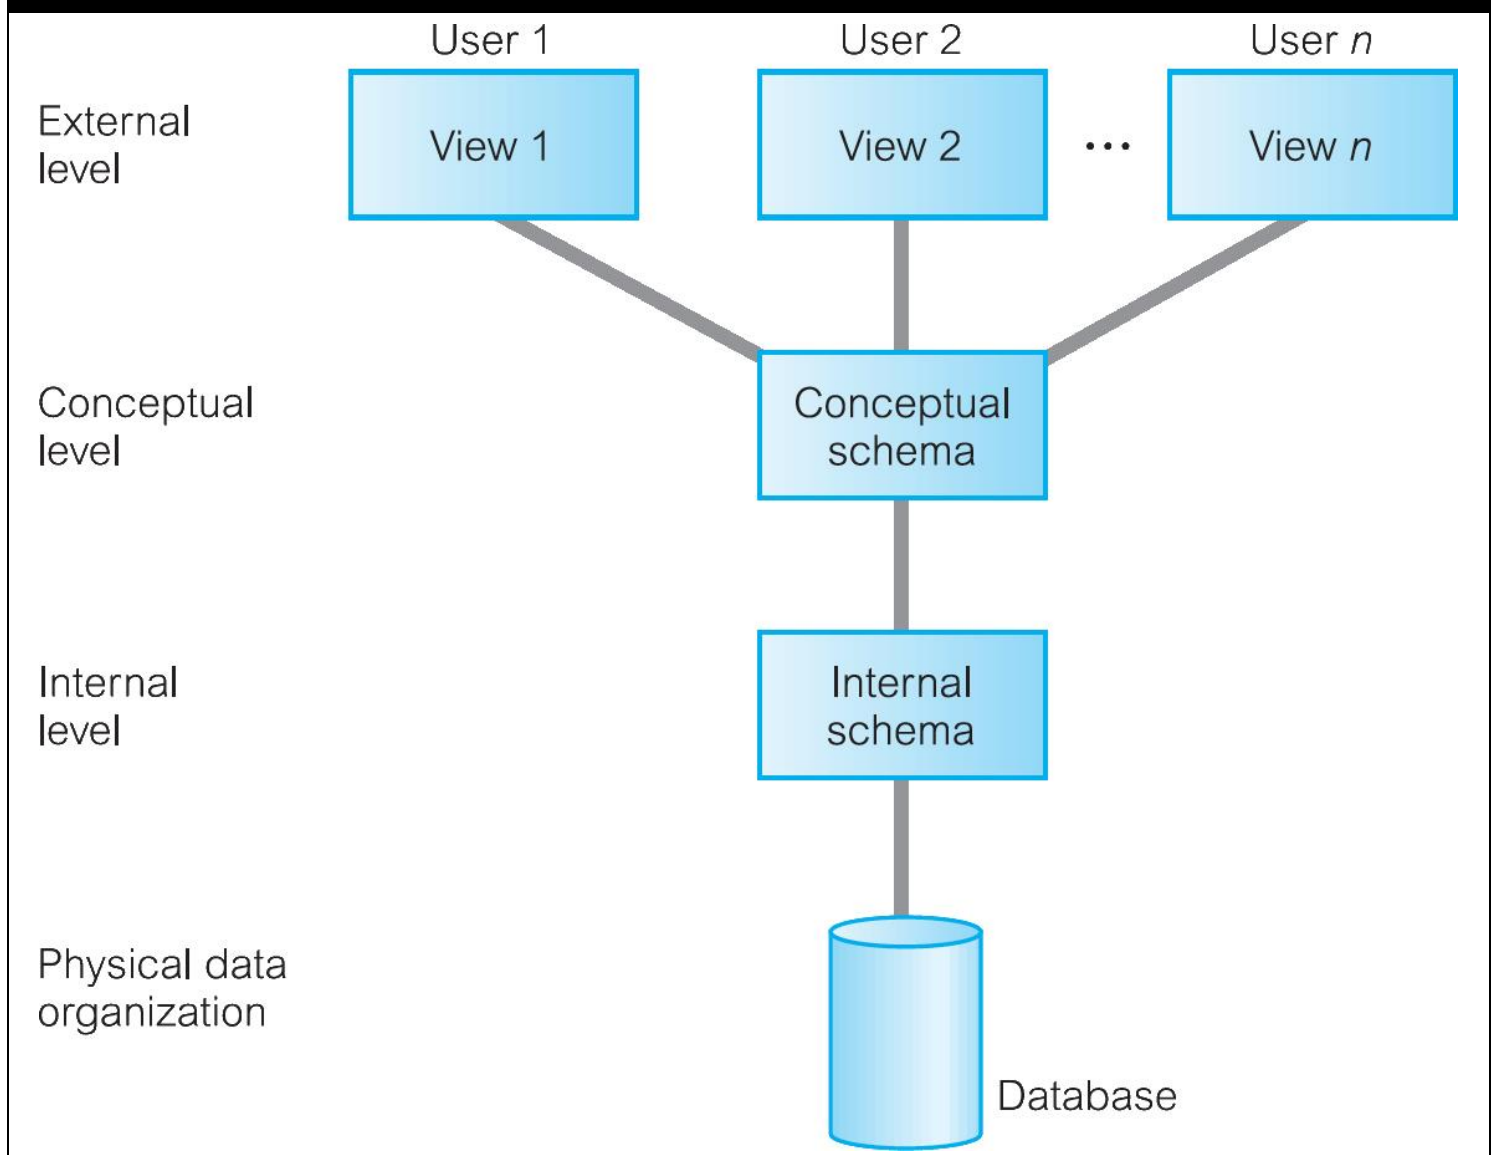 User 1
User 2
User n
External
level
View 1
View 2
...
View n
Conceptual
level
Conceptual
schema
Internal
level
Internal
schema
Physical data
organization
Database